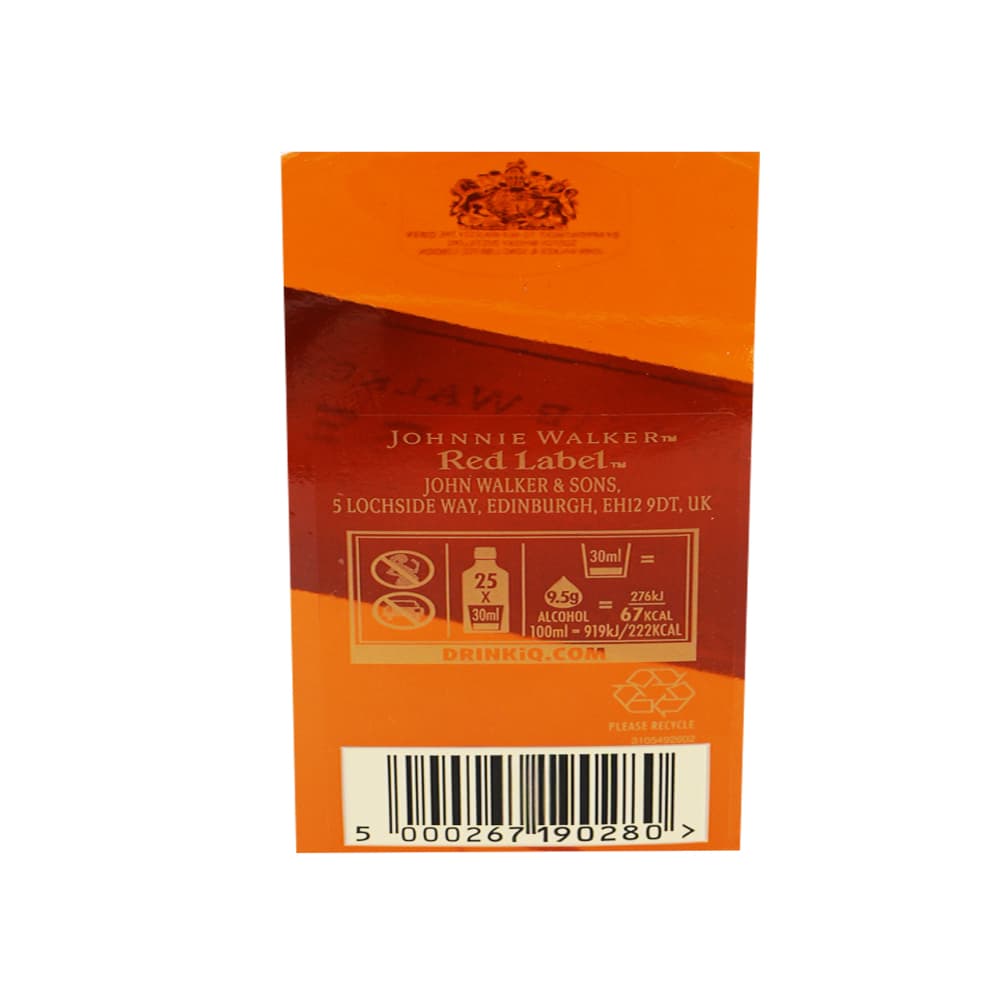 JOHNNIE WALKER™
Red Label™
JOHN WALKER & SONS,
5 LOCHSIDE WAY, EDINBURGH, EH12 9DT, UK
25
X
30ml
30ml =
9.5g
ALCOHOL
=
276kJ
67KCAL
100ml = 919kJ/222KCAL
DRINKiQ.COM
PLEASE RECYCLE
5 000267 190280 >